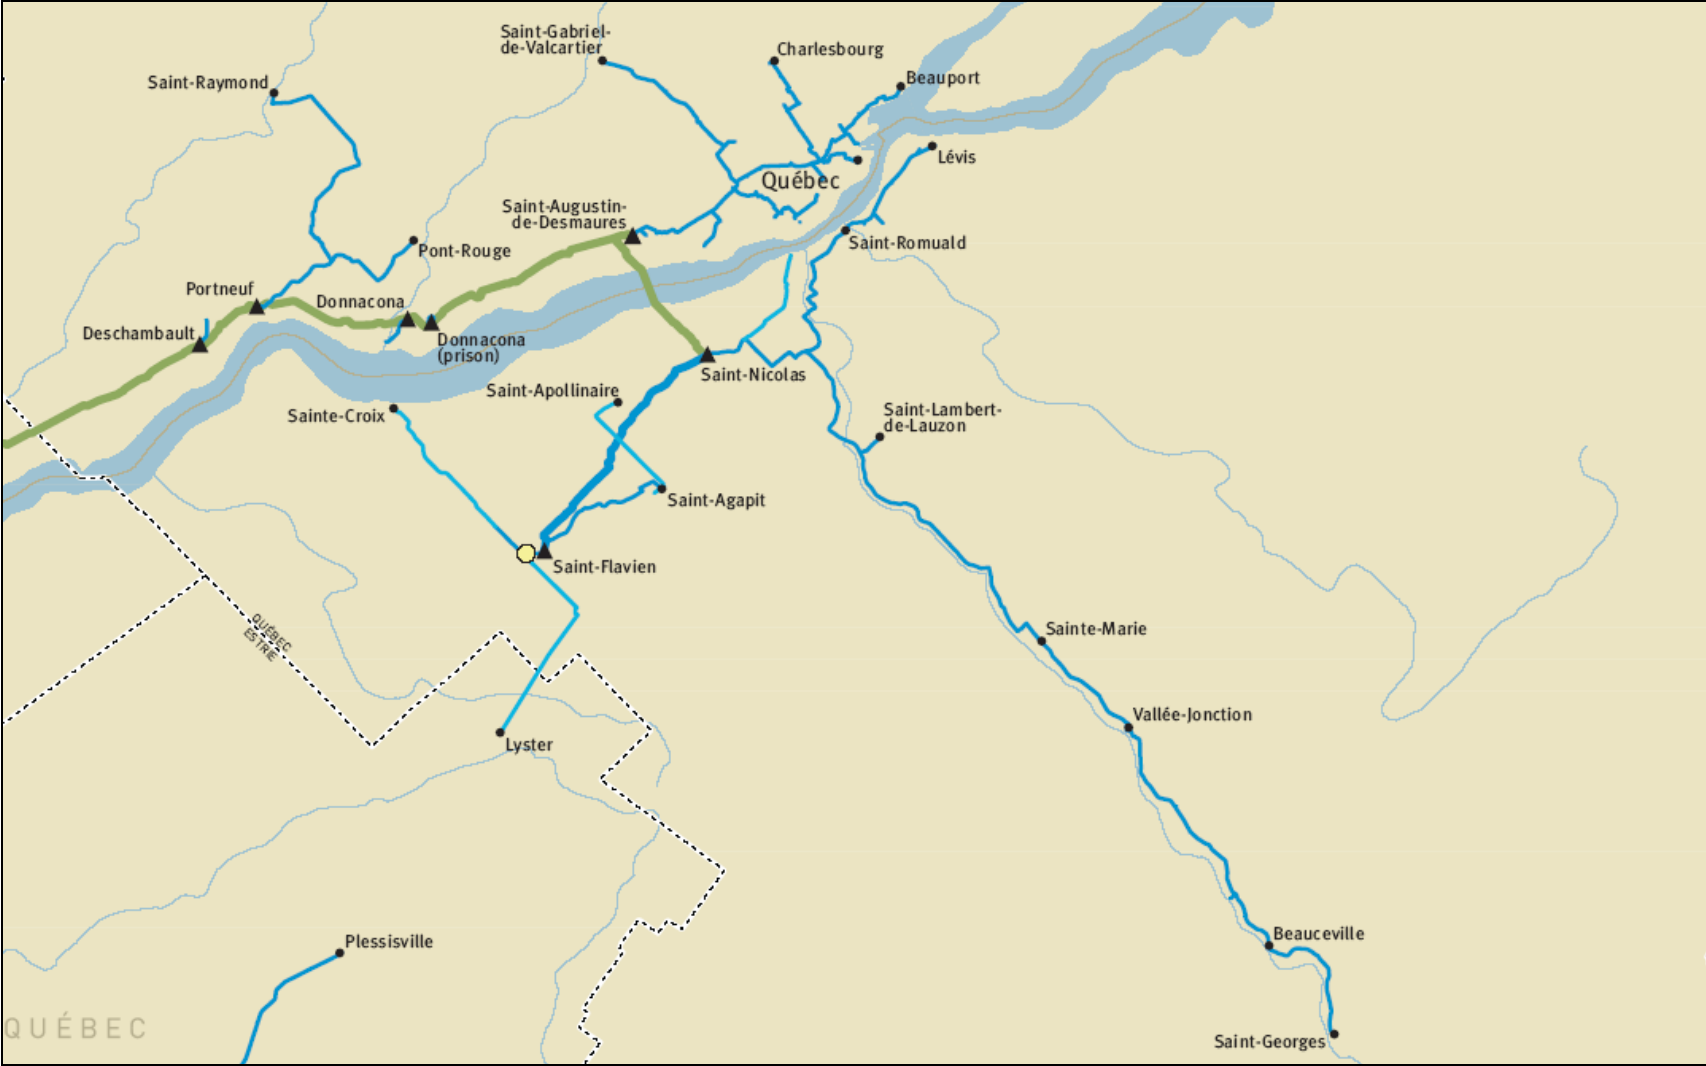 Saint-Gabriel-
de-Valcartier
Charlesbourg
Beauport
Saint-Raymond
Lévis
Québec
Saint-Augustin-
de-Desmaures
Saint-Romuald
Pont-Rouge
Portneuf
Donnacona
Deschambault
Donnacona
(prison)
Saint-Nicolas
Saint-Apollinaire
Sainte-Croix
Saint-Lambert-
de-Lauzon
Saint-Agapit
Saint-Flavien
QUÉBEC
ESTRIE
Sainte-Marie
Vallée-Jonction
Lyster
Beauceville
Plessisville
QUÉBEC
Saint-Georges